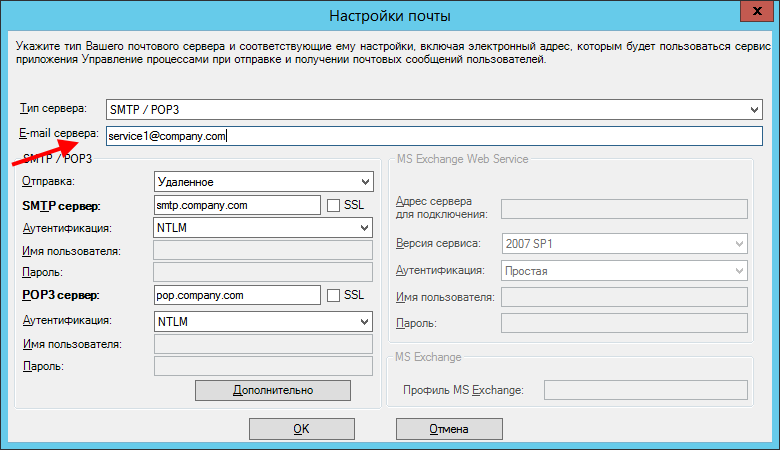 Настройки почты
x
Укажите тип Вашего почтового сервера и соответствующие ему настройки, включая электронный адрес, которым будет пользоваться сервис
приложения Управление процессами при отправке и получении почтовых сообщений пользователей.
Тип сервера: SMTP / POP3
E-mail сервера: service1@company.com
SMTP / POP3
Отправка: Удаленное
SMTP сервер: smtp.company.com SSL
Аутентификация: NTLM
Имя пользователя:
Пароль:
POP3 сервер: pop.company.com SSL
Аутентификация: NTLM
Имя пользователя:
Пароль:
Дополнительно
MS Exchange Web Service
Адрес сервера
для подключения:
Версия сервиса: 2007 SP1
Аутентификация: Простая
Имя пользователя:
Пароль:
MS Exchange
Профиль MS Exchange:
OK Отмена